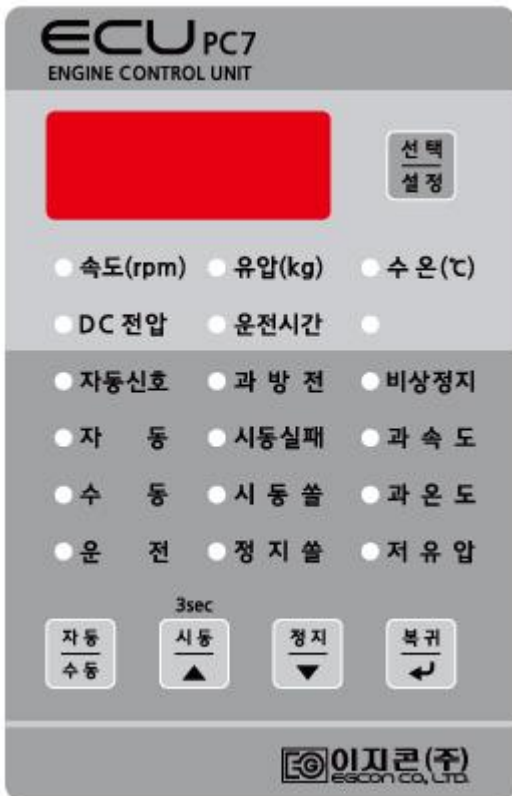 ECU PC7
ENGINE CONTROL UNIT
선택
설정
속도(rpm) 유압(kg) 수온(℃)
DC 전압 운전시간
자동신호 과방전 비상정지
자동 시동실패 과속도
수동 시동쏠 과온도
운전 정지쏠 저유압
3sec
자동 시동 정지 복귀
수동 ▲ ▼ ↵
EG 이지콘(주)
EGCON CO., LTD.